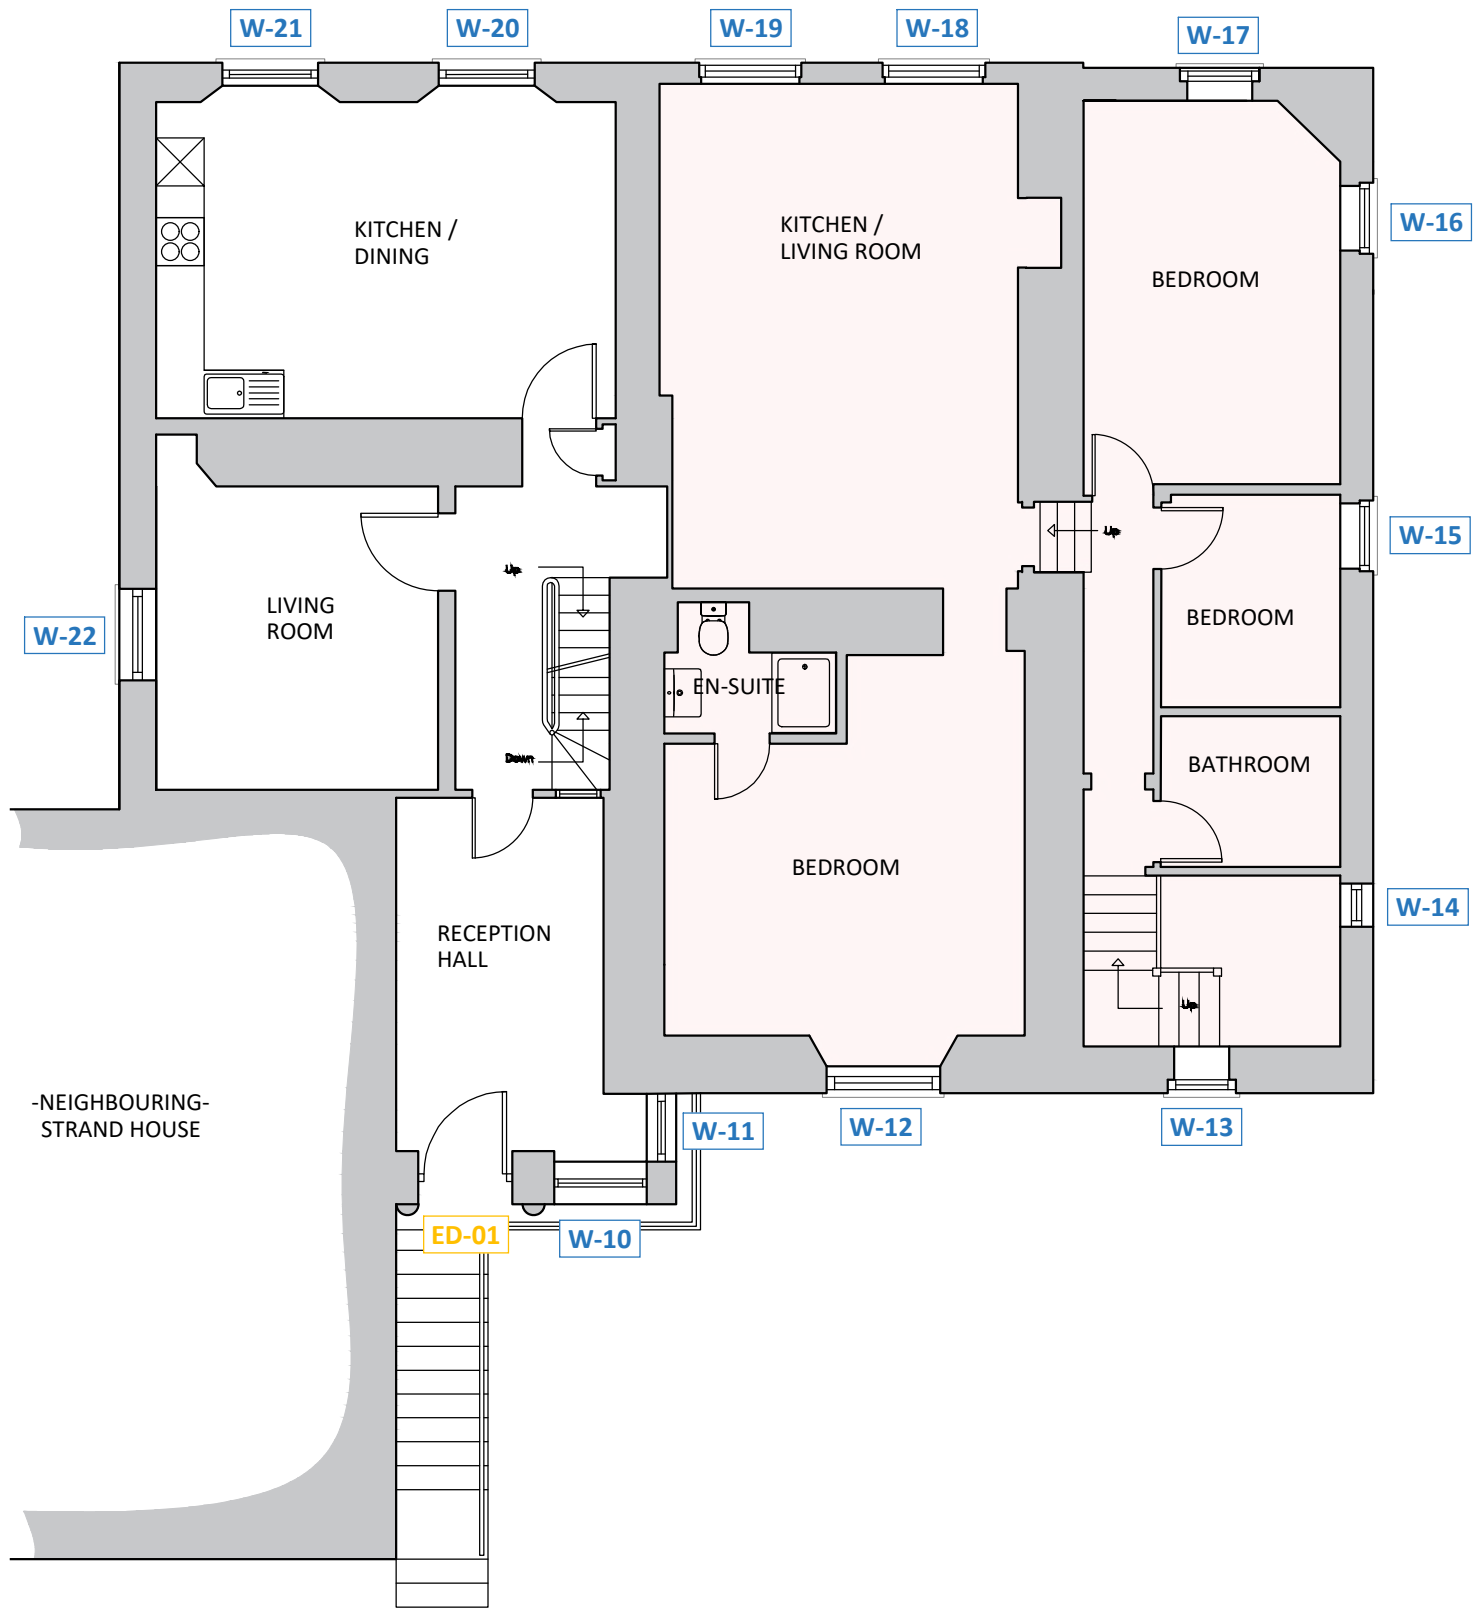 W-21
W-20
W-19
W-18
W-17
W-16
KITCHEN /
DINING
KITCHEN /
LIVING ROOM
BEDROOM
W-15
Up
Up
W-22
LIVING
ROOM
BEDROOM
EN-SUITE
Down
BATHROOM
BEDROOM
W-14
RECEPTION
HALL
Up
-NEIGHBOURING-
STRAND HOUSE
W-11
W-12
W-13
ED-01
W-10